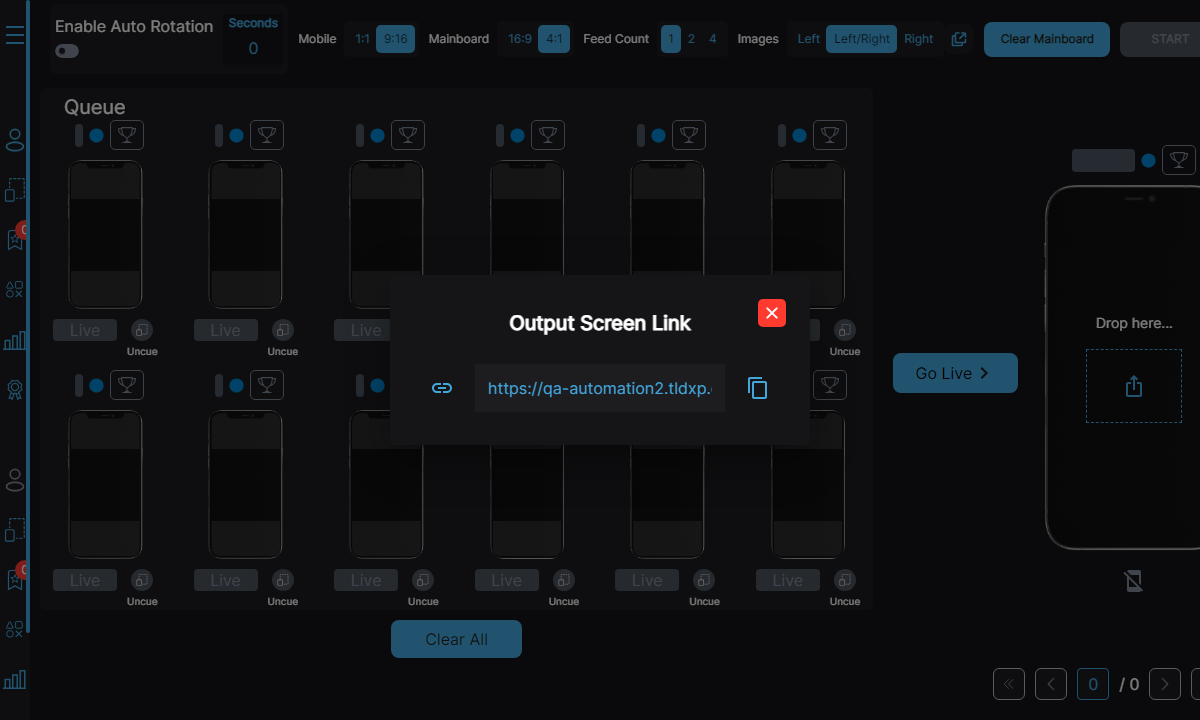 Enable Auto Rotation
Seconds
0
Mobile 1:1 9:16 Mainboard 16:9 4:1 Feed Count 1 2 4 Images Left Left/Right Right Clear Mainboard START
Queue
Live Live Live
Uncue Uncue Uncue
Output Screen Link
https://qa-automation2.tldxp.
Go Live
Drop here...
Live Live Live Live Live Live
Uncue Uncue Uncue Uncue Uncue Uncue
Clear All
0 / 0